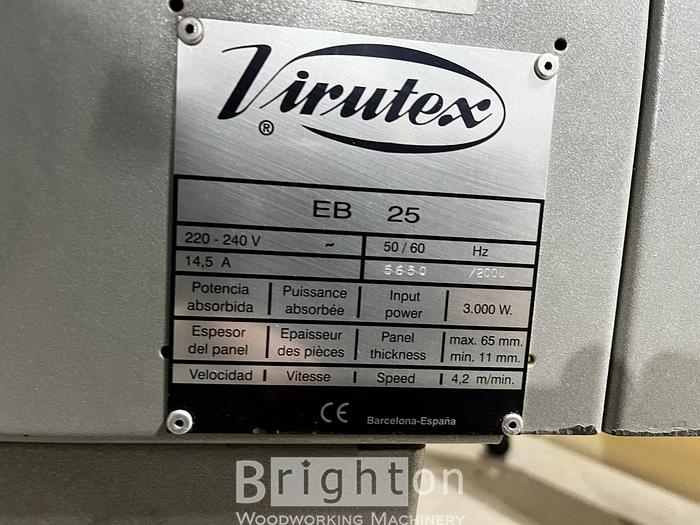 Virutex
®
EB 25
220 - 240 V ~ 50 / 60 Hz
14,5 A 5650 /2000
Potencia absorbida Puissance absorbée Input power 3.000 W.
Espesor del panel Epaisseur des pièces Panel thickness max. 65 mm. min. 11 mm.
Velocidad Vitesse Speed 4,2 m/min.
CE Barcelona-España
Brighton
WOODWORKING MACHINERY